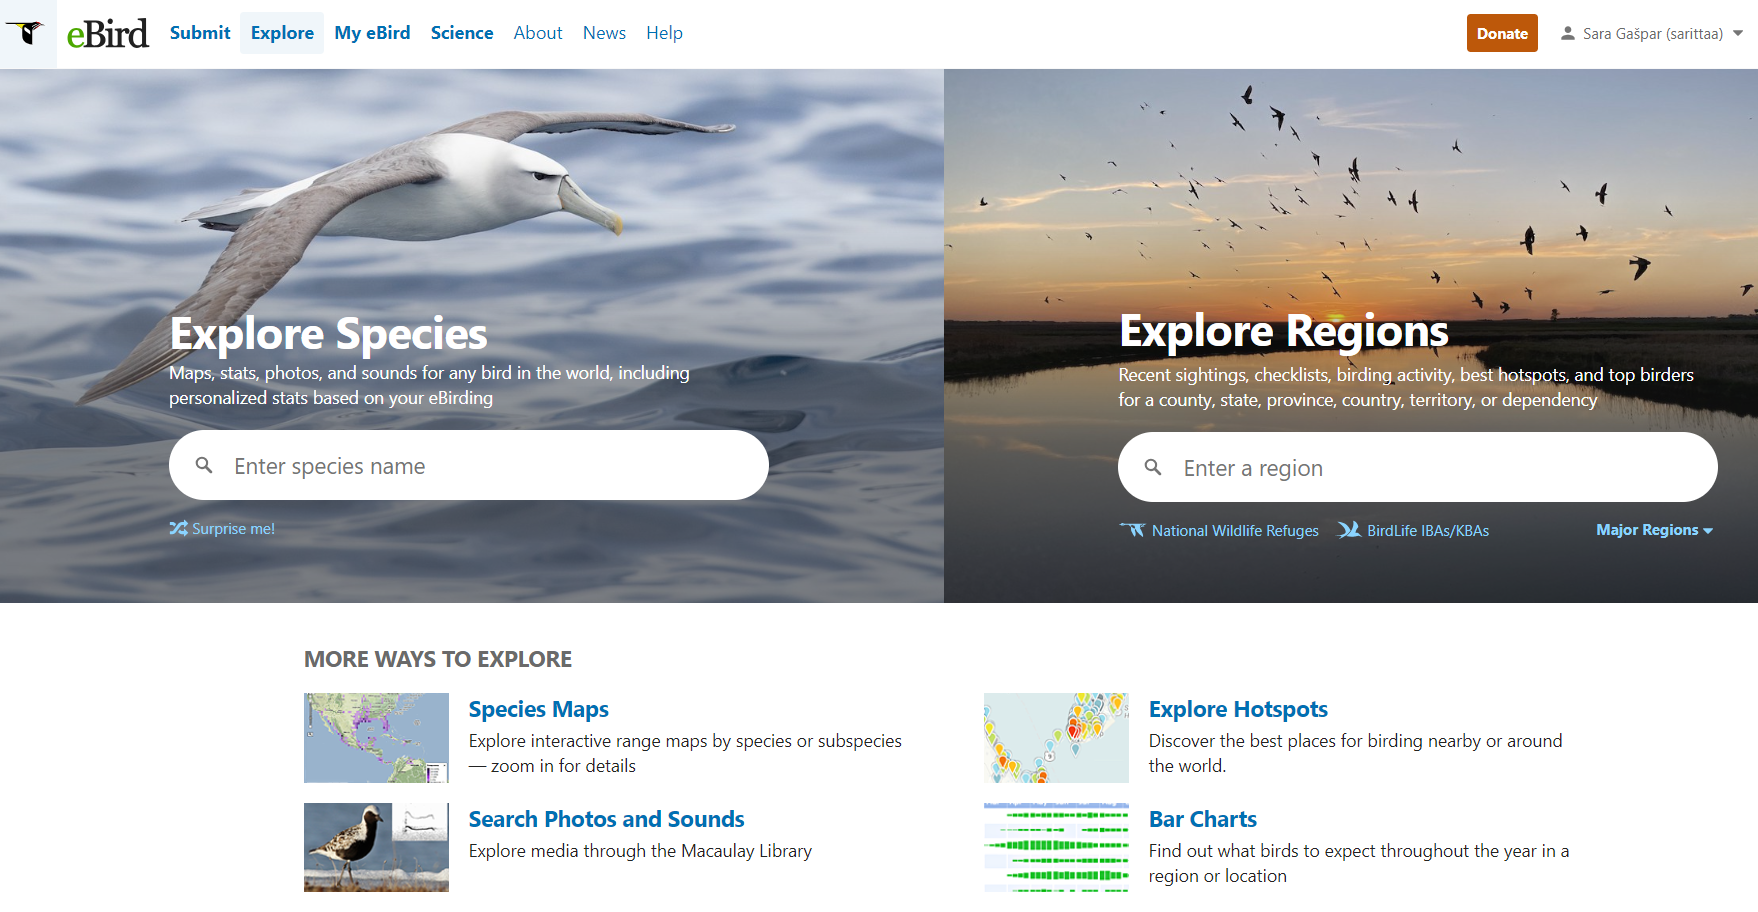 eBird Submit Explore My eBird Science About News Help Donate Sara Gašpar (sarittaa)
Explore Species
Maps, stats, photos, and sounds for any bird in the world, including
personalized stats based on your eBirding
Enter species name
Surprise me!
Explore Regions
Recent sightings, checklists, birding activity, best hotspots, and top birders
for a county, state, province, country, territory, or dependency
Enter a region
National Wildlife Refuges BirdLife IBAs/KBAs Major Regions
MORE WAYS TO EXPLORE
Species Maps
Explore interactive range maps by species or subspecies
— zoom in for details
Explore Hotspots
Discover the best places for birding nearby or around
the world.
Search Photos and Sounds
Explore media through the Macaulay Library
Bar Charts
Find out what birds to expect throughout the year in a
region or location